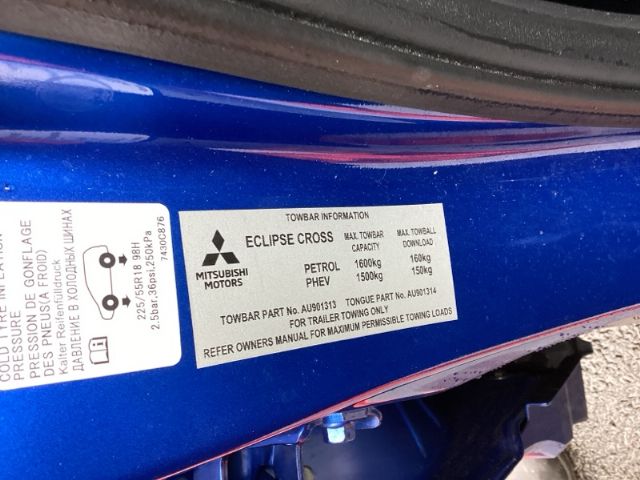 COLD TYRE INFLATION
PRESSURE
PRESSION DE GONFLAGE
DES PNEUS(A FROID)
Kalter Reifenfülldruck
ДАВЛЕНИЕ В ХОЛОДНЫХ ШИНАХ
225/55R18 98H
2.5bar,36psi,250kPa
7430C876
TOWBAR INFORMATION
MITSUBISHI
MOTORS
ECLIPSE CROSS MAX. TOWBAR CAPACITY MAX. TOWBALL DOWNLOAD
PETROL 1600kg 160kg
PHEV 1500kg 150kg
TOWBAR PART No. AU901313 TONGUE PART No. AU901314
FOR TRAILER TOWING ONLY
REFER OWNERS MANUAL FOR MAXIMUM PERMISSIBLE TOWING LOADS